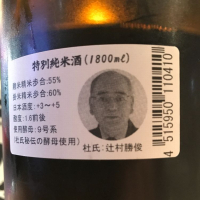 特別純米酒(1800ml)
麹米精米歩合:55%
掛米精米歩合:60%
日本酒度:+3〜+5
酸度:1.6前後
使用酵母:9号系
(杜氏秘伝の酵母使用)
杜氏:辻村勝俊
4 515950 110410